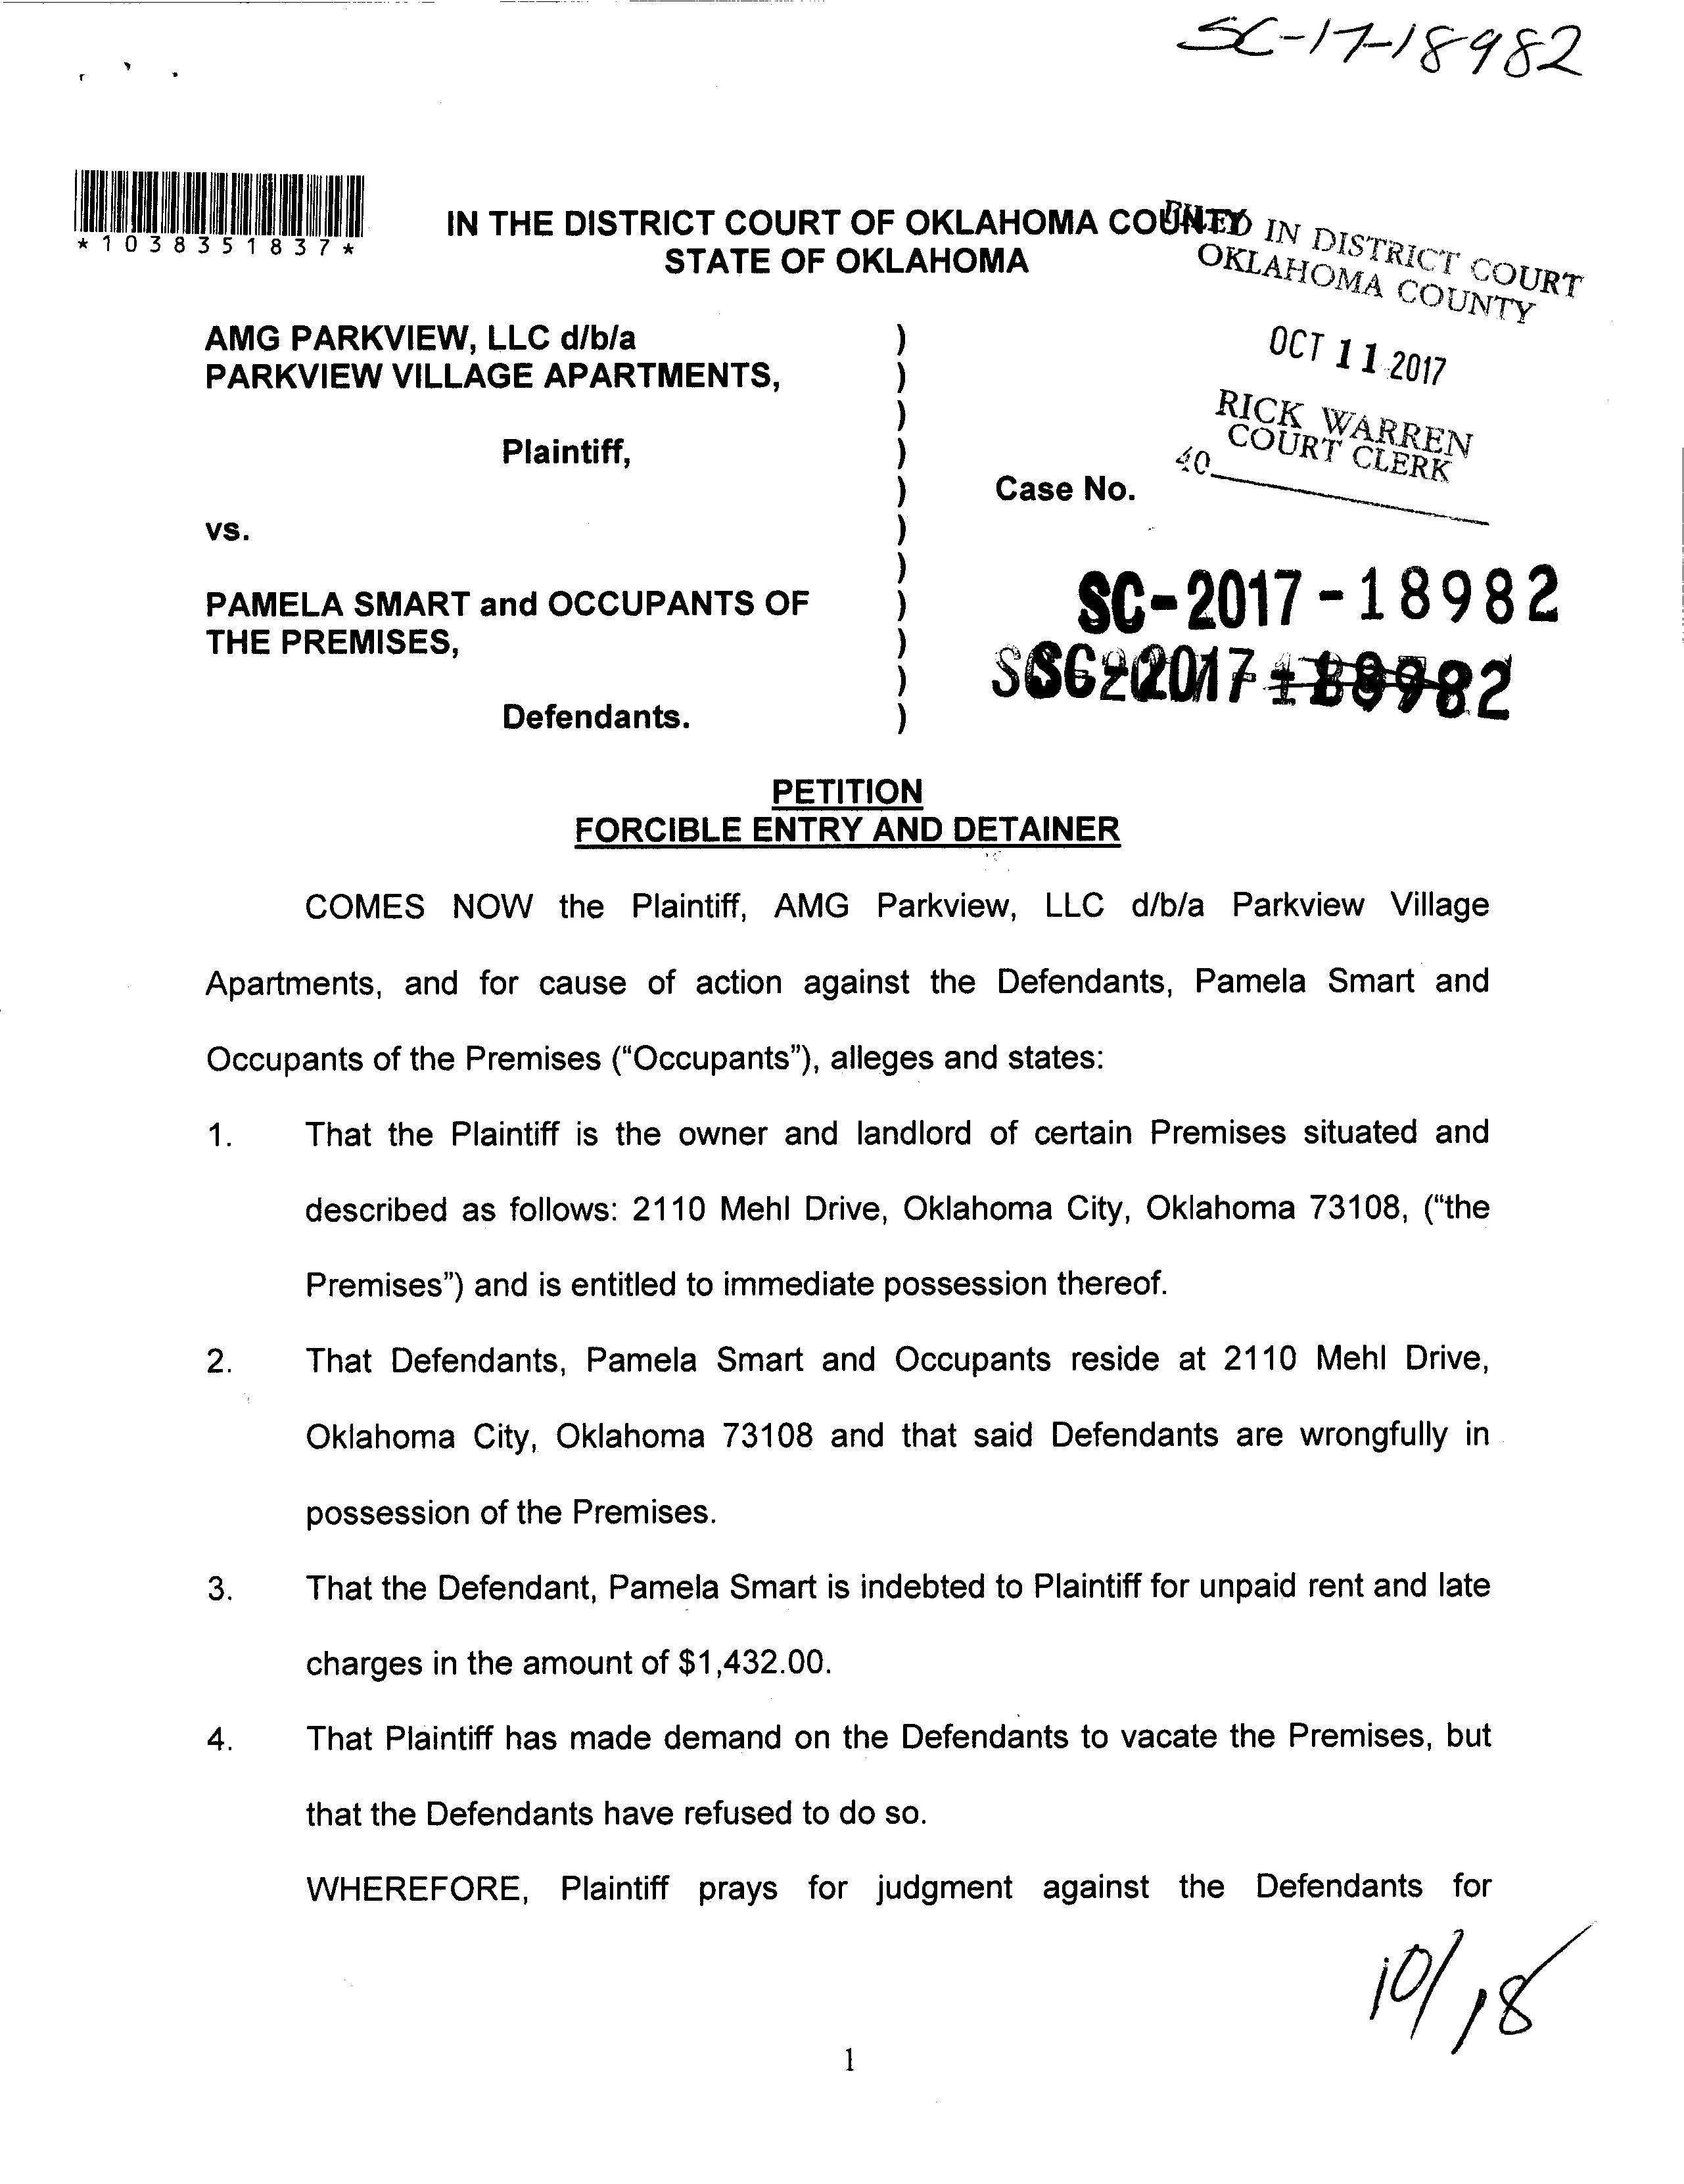 SC-17-18982
*1038351837*
IN THE DISTRICT COURT OF OKLAHOMA COUNTY
STATE OF OKLAHOMA
FILED IN DISTRICT COURT
OKLAHOMA COUNTY
OCT 11 2017
RICK WARREN
COURT CLERK
40
AMG PARKVIEW, LLC d/b/a )
PARKVIEW VILLAGE APARTMENTS, )
)
Plaintiff, )
) Case No.
vs. )
)
PAMELA SMART and OCCUPANTS OF ) SC-2017-18982
THE PREMISES, )
)
Defendants. )
PETITION
FORCIBLE ENTRY AND DETAINER
COMES NOW the Plaintiff, AMG Parkview, LLC d/b/a Parkview Village
Apartments, and for cause of action against the Defendants, Pamela Smart and
Occupants of the Premises (“Occupants”), alleges and states:
1. That the Plaintiff is the owner and landlord of certain Premises situated and
described as follows: 2110 Mehl Drive, Oklahoma City, Oklahoma 73108, (“the
Premises”) and is entitled to immediate possession thereof.
2. That Defendants, Pamela Smart and Occupants reside at 2110 Mehl Drive,
Oklahoma City, Oklahoma 73108 and that said Defendants are wrongfully in
possession of the Premises.
3. That the Defendant, Pamela Smart is indebted to Plaintiff for unpaid rent and late
charges in the amount of $1,432.00.
4. That Plaintiff has made demand on the Defendants to vacate the Premises, but
that the Defendants have refused to do so.
WHEREFORE, Plaintiff prays for judgment against the Defendants for
10/18
1